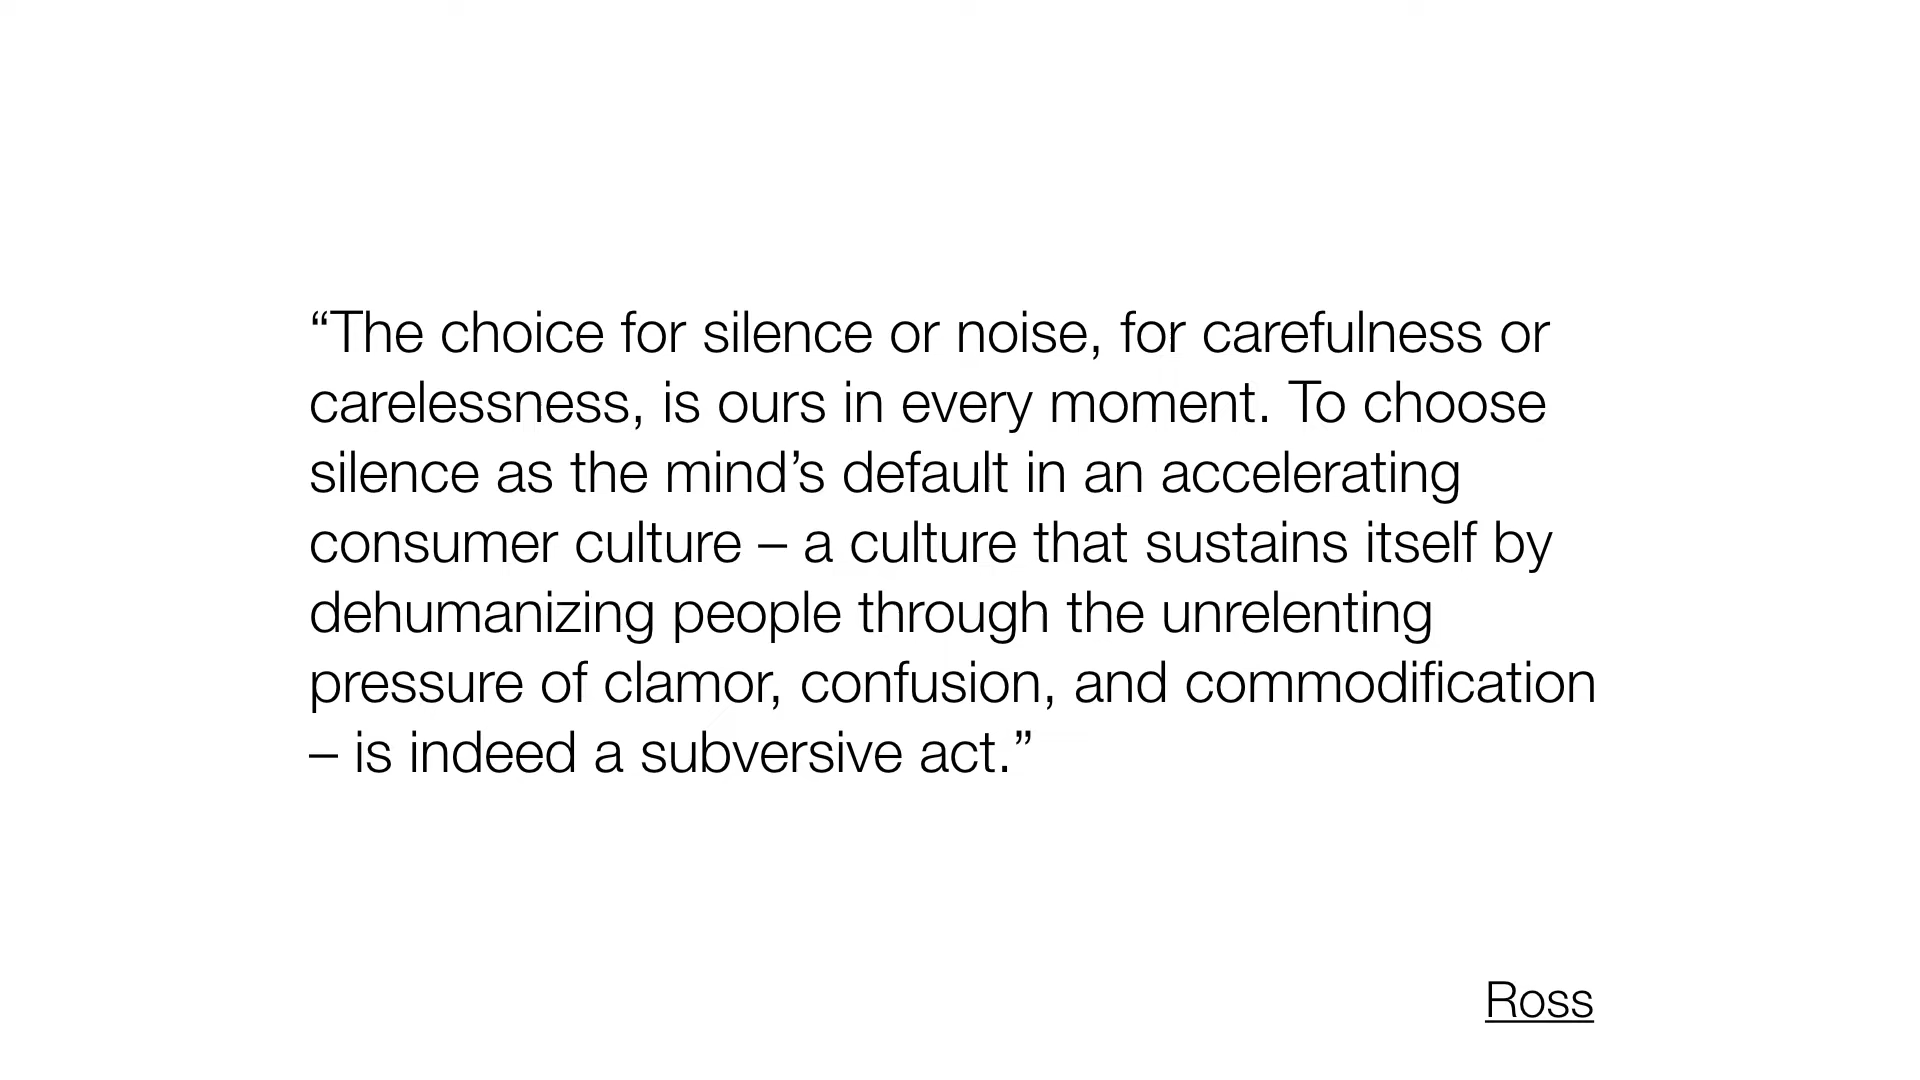 “The choice for silence or noise, for carefulness or
carelessness, is ours in every moment. To choose
silence as the mind’s default in an accelerating
consumer culture – a culture that sustains itself by
dehumanizing people through the unrelenting
pressure of clamor, confusion, and commodification
– is indeed a subversive act.”
Ross